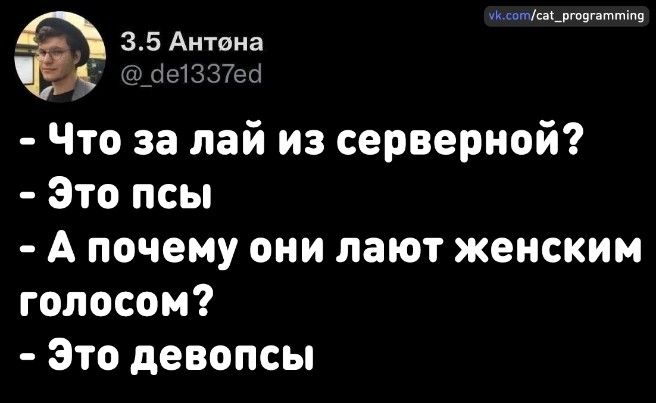 vk.com/cat_programming
3.5 Антøна
@_de1337ed
- Что за лай из серверной?
- Это псы
- А почему они лают женским
голосом?
- Это девопсы